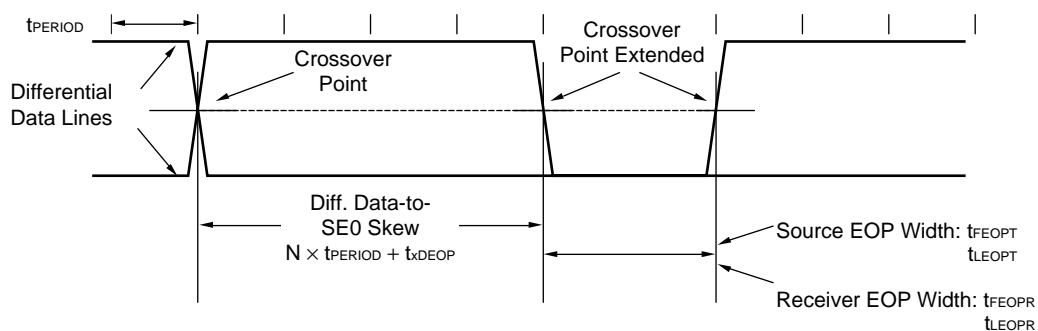 tPERIOD
Crossover
Point
Crossover
Point Extended
Differential
Data Lines
Diff. Data-to-
SE0 Skew
N × tPERIOD + txDEOP
Source EOP Width: tFEOPT
tLEOPT
Receiver EOP Width: tFEOPR
tLEOPR